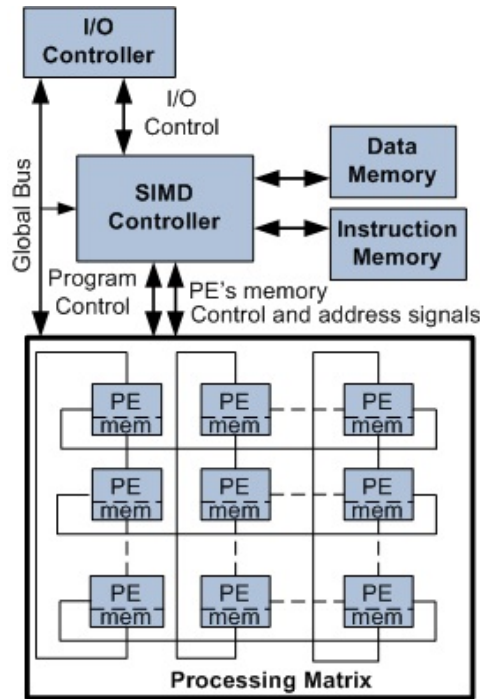 I/O
Controller
I/O
Control
Global Bus
SIMD
Controller
Data
Memory
Instruction
Memory
Program
Control
PE's memory
Control and address signals
PE
mem
PE
mem
PE
mem
PE
mem
PE
mem
PE
mem
PE
mem
PE
mem
PE
mem
Processing Matrix